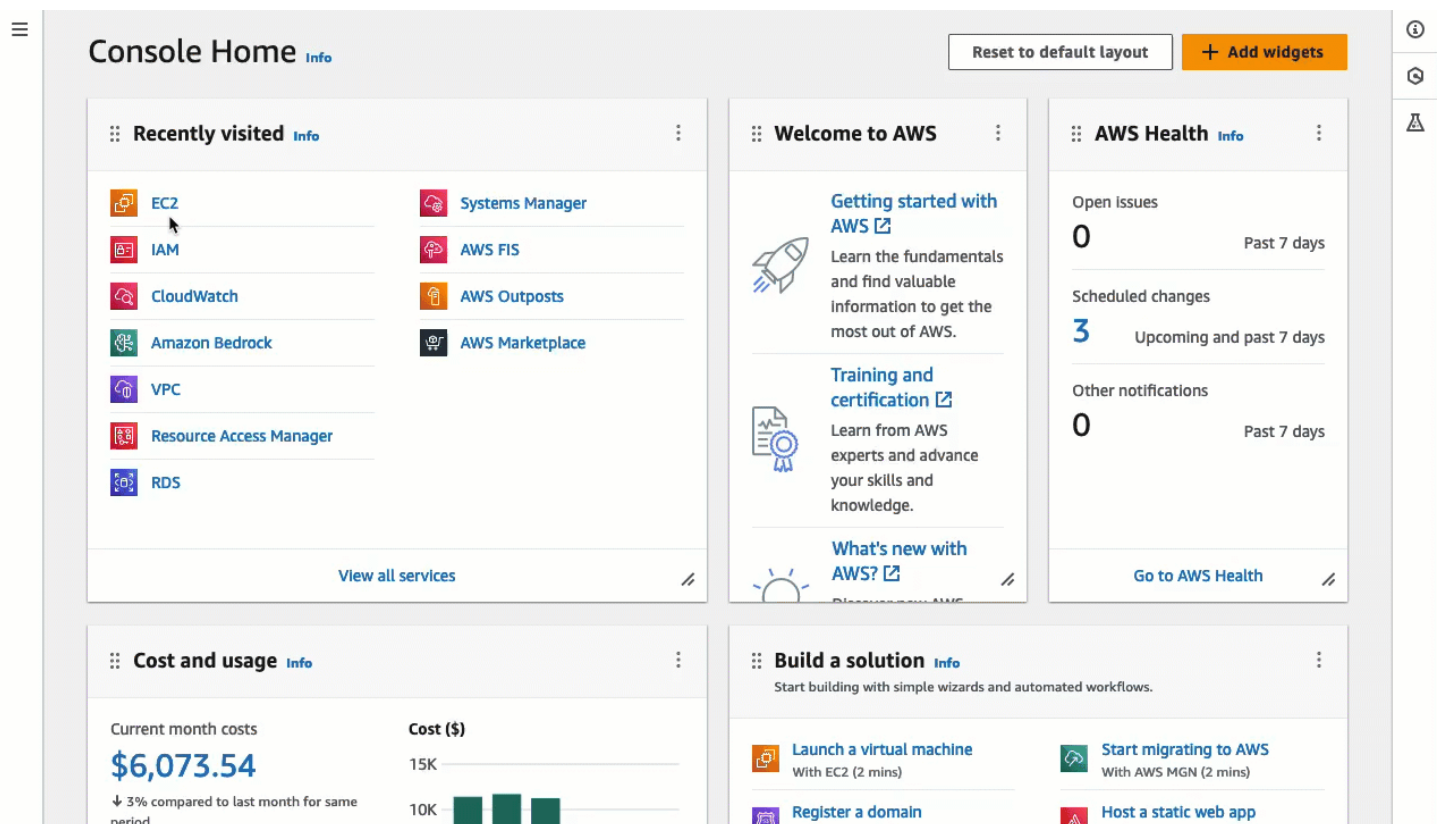 Console Home Info
Reset to default layout
+ Add widgets
Recently visited Info
EC2
IAM
CloudWatch
Amazon Bedrock
VPC
Resource Access Manager
RDS
Systems Manager
AWS FIS
AWS Outposts
AWS Marketplace
View all services
Welcome to AWS
Getting started with
AWS
Learn the fundamentals
and find valuable
information to get the
most out of AWS.
Training and
certification
Learn from AWS
experts and advance
your skills and
knowledge.
What's new with
AWS?
Discover new AWS
AWS Health Info
Open issues
0
Past 7 days
Scheduled changes
3
Upcoming and past 7 days
Other notifications
0
Past 7 days
Go to AWS Health
Cost and usage Info
Current month costs
$6,073.54
3% compared to last month for same
period
Cost ($)
15K
10K
Build a solution Info
Start building with simple wizards and automated workflows.
Launch a virtual machine
With EC2 (2 mins)
Start migrating to AWS
With AWS MGN (2 mins)
Register a domain
Host a static web app